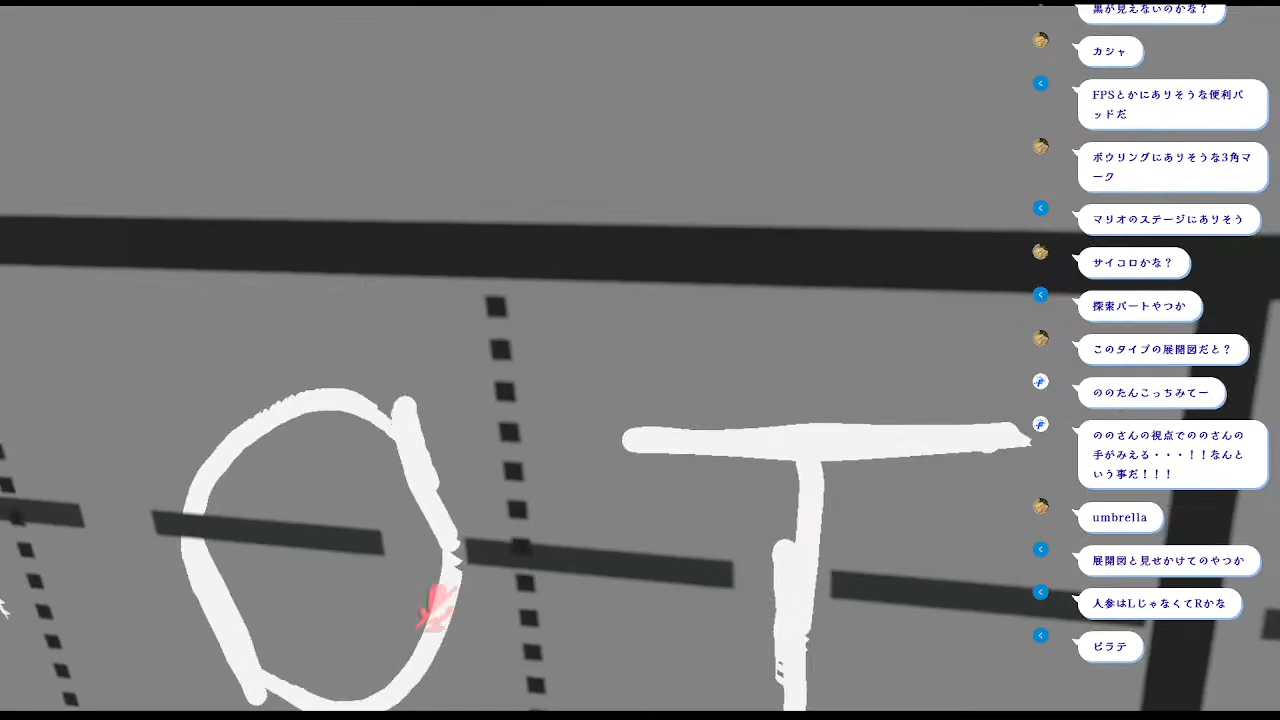 黒が見えないのかな？
カシャ
FPSとかにありそうな便利パ
ッドだ
ボウリングにありそうな3角マ
ーク
マリオのステージにありそう
サイコロかな？
探索パートやつか
このタイプの展開図だと？
ののたんこっちみてー
ののさんの視点でののさんの
手がみえる・・・！！なんと
いう事だ！！！
umbrella
展開図と見せかけてのやつか
人参はLじゃなくてRかな
ピラテ
OT